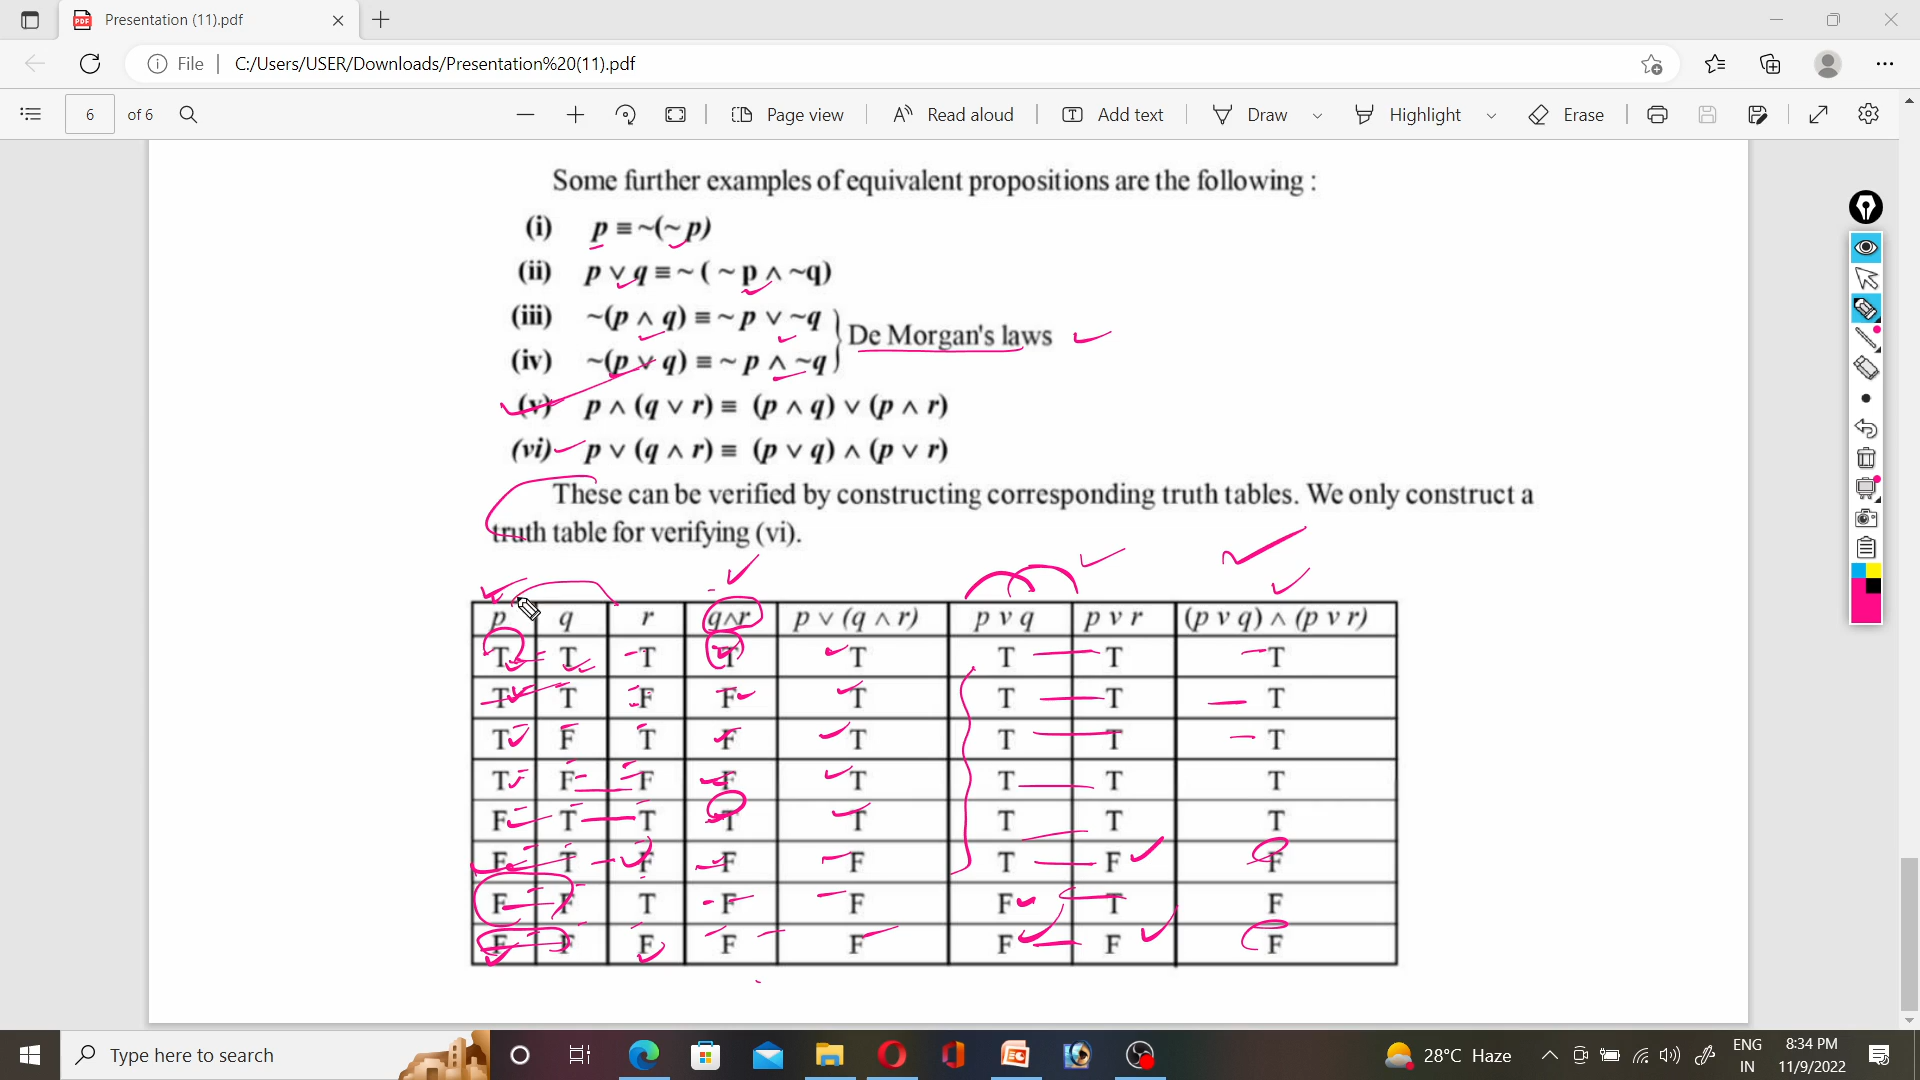 Presentation (11).pdf
File
C:/Users/USER/Downloads/Presentation%20(11).pdf
6 of 6
Page view
Read aloud
Add text
Draw
Highlight
Erase
Some further examples of equivalent propositions are the following :
(i) p ≡ ~(~ p)
(ii) p ∨ q ≡ ~ ( ~ p ∧ ~q)
(iii) ~(p ∧ q) ≡ ~ p ∨ ~q
De Morgan's laws
(iv) ~(p ∨ q) ≡ ~ p ∧ ~q
(v) p ∧ (q ∨ r) ≡ (p ∧ q) ∨ (p ∧ r)
(vi) p ∨ (q ∧ r) ≡ (p ∨ q) ∧ (p ∨ r)
These can be verified by constructing corresponding truth tables. We only construct a
truth table for verifying (vi).
p q r q∧r p ∨ (q ∧ r) p ∨ q p ∨ r (p ∨ q) ∧ (p ∨ r)
T T T T T T T T
T T F F T T T T
T F T F T T T T
T F F F T T T T
F T T T T T T T
F T F F F T F F
F F T F F F T F
F F F F F F F F
Type here to search
28°C Haze
ENG
IN
8:34 PM
11/9/2022